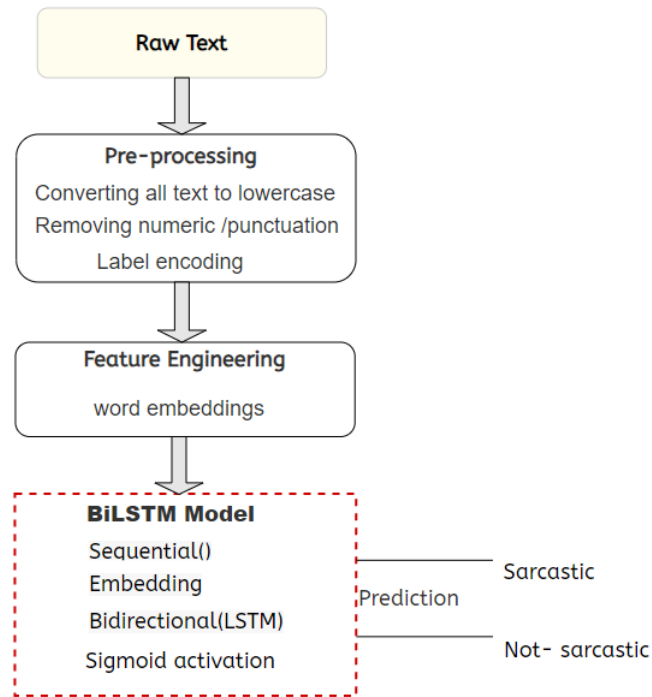 Raw Text
Pre-processing
Converting all text to lowercase
Removing numeric /punctuation
Label encoding
Feature Engineering
word embeddings
BiLSTM Model
Sequential()
Embedding
Bidirectional(LSTM)
Sigmoid activation
Prediction
Sarcastic
Not- sarcastic